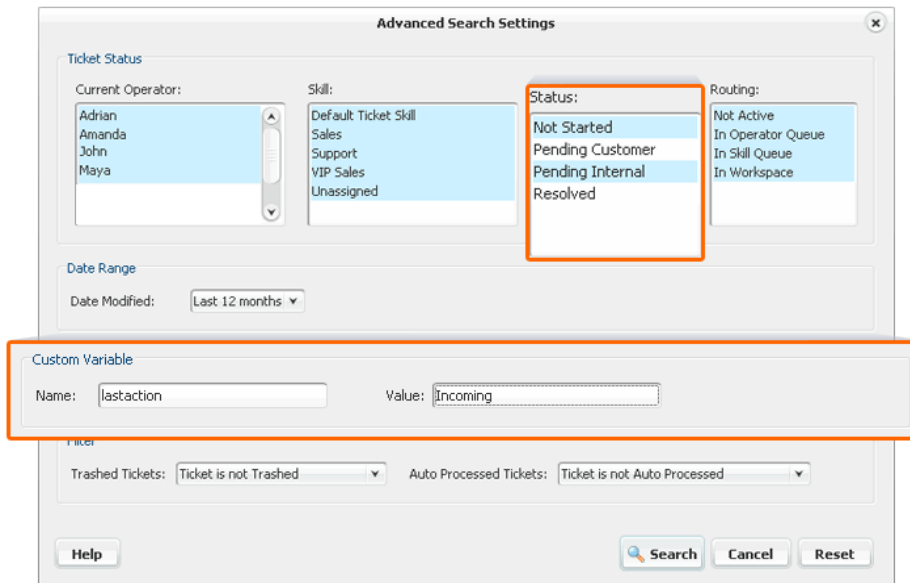 Advanced Search Settings
Ticket Status
Current Operator:
Adrian
Amanda
John
Maya
Skill:
Default Ticket Skill
Sales
Support
VIP Sales
Unassigned
Status:
Not Started
Pending Customer
Pending Internal
Resolved
Routing:
Not Active
In Operator Queue
In Skill Queue
In Workspace
Date Range
Date Modified: Last 12 months
Custom Variable
Name: lastaction Value: Incoming
Filter
Trashed Tickets: Ticket is not Trashed Auto Processed Tickets: Ticket is not Auto Processed
Help Search Cancel Reset